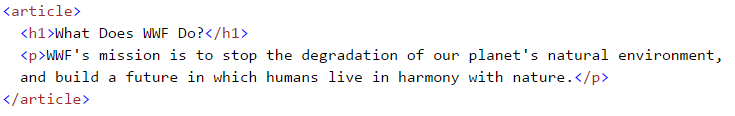 <article>
<h1>What Does WWF Do?</h1>
<p>WWF's mission is to stop the degradation of our planet's natural environment,
and build a future in which humans live in harmony with nature.</p>
</article>